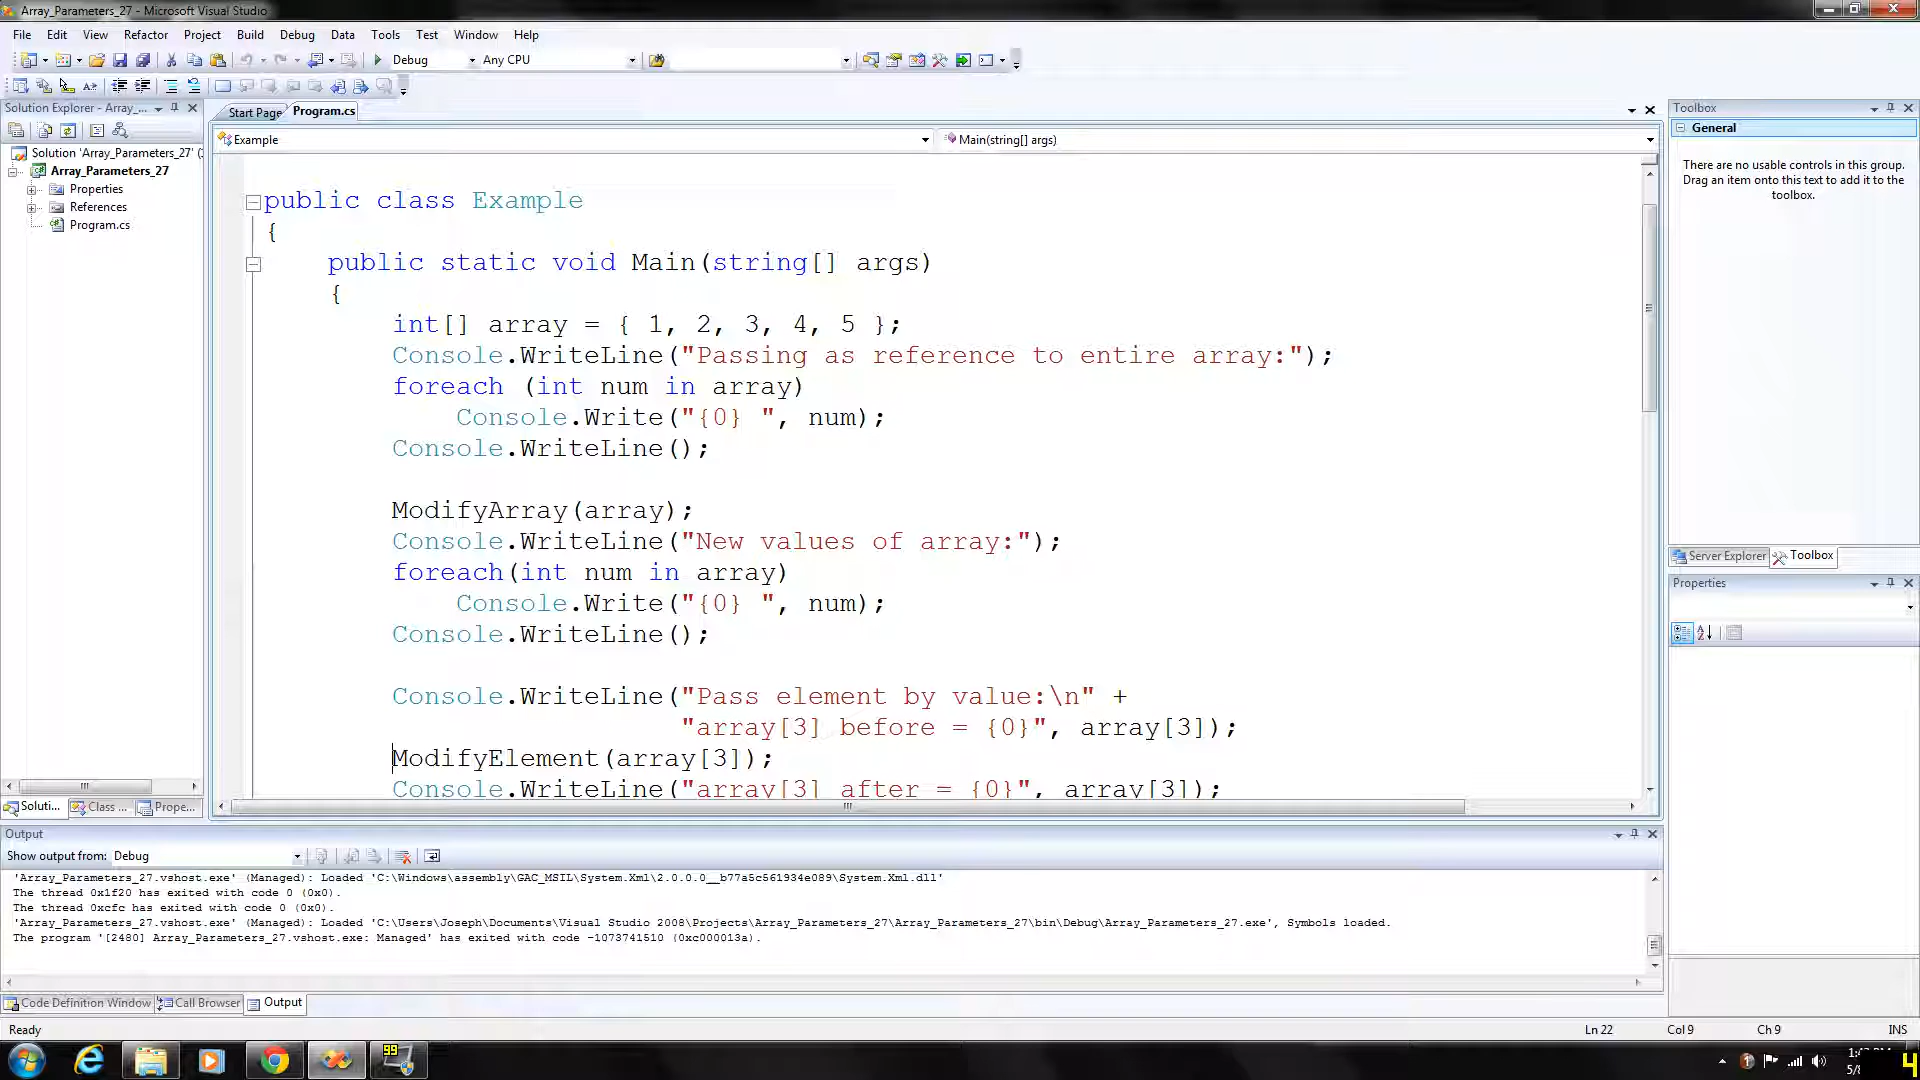 Array_Parameters_27 - Microsoft Visual Studio
File Edit View Refactor Project Build Debug Data Tools Test Window Help
Debug Any CPU
Solution Explorer - Array_...
Solution 'Array_Parameters_27' (
Array_Parameters_27
Properties
References
Program.cs
Soluti... Class ... Prope...
Start Page Program.cs
Example Main(string[] args)
public class Example
{
public static void Main(string[] args)
{
int[] array = { 1, 2, 3, 4, 5 };
Console.WriteLine("Passing as reference to entire array:");
foreach (int num in array)
Console.Write("{0} ", num);
Console.WriteLine();
ModifyArray(array);
Console.WriteLine("New values of array:");
foreach(int num in array)
Console.Write("{0} ", num);
Console.WriteLine();
Console.WriteLine("Pass element by value:\n" +
"array[3] before = {0}", array[3]);
ModifyElement(array[3]);
Console.WriteLine("array[3] after = {0}", array[3]);
Toolbox
General
There are no usable controls in this group.
Drag an item onto this text to add it to the
toolbox.
Server Explorer Toolbox
Properties
Output
Show output from: Debug
'Array_Parameters_27.vshost.exe' (Managed): Loaded 'C:\Windows\assembly\GAC_MSIL\System.Xml\2.0.0.0__b77a5c561934e089\System.Xml.dll'
The thread 0x1f20 has exited with code 0 (0x0).
The thread 0xcfc has exited with code 0 (0x0).
'Array_Parameters_27.vshost.exe' (Managed): Loaded 'C:\Users\Joseph\Documents\Visual Studio 2008\Projects\Array_Parameters_27\Array_Parameters_27\bin\Debug\Array_Parameters_27.exe', Symbols loaded.
The program '[2480] Array_Parameters_27.vshost.exe: Managed' has exited with code -1073741510 (0xc000013a).
Code Definition Window Call Browser Output
Ready Ln 22 Col 9 Ch 9 INS
99
5/8
4